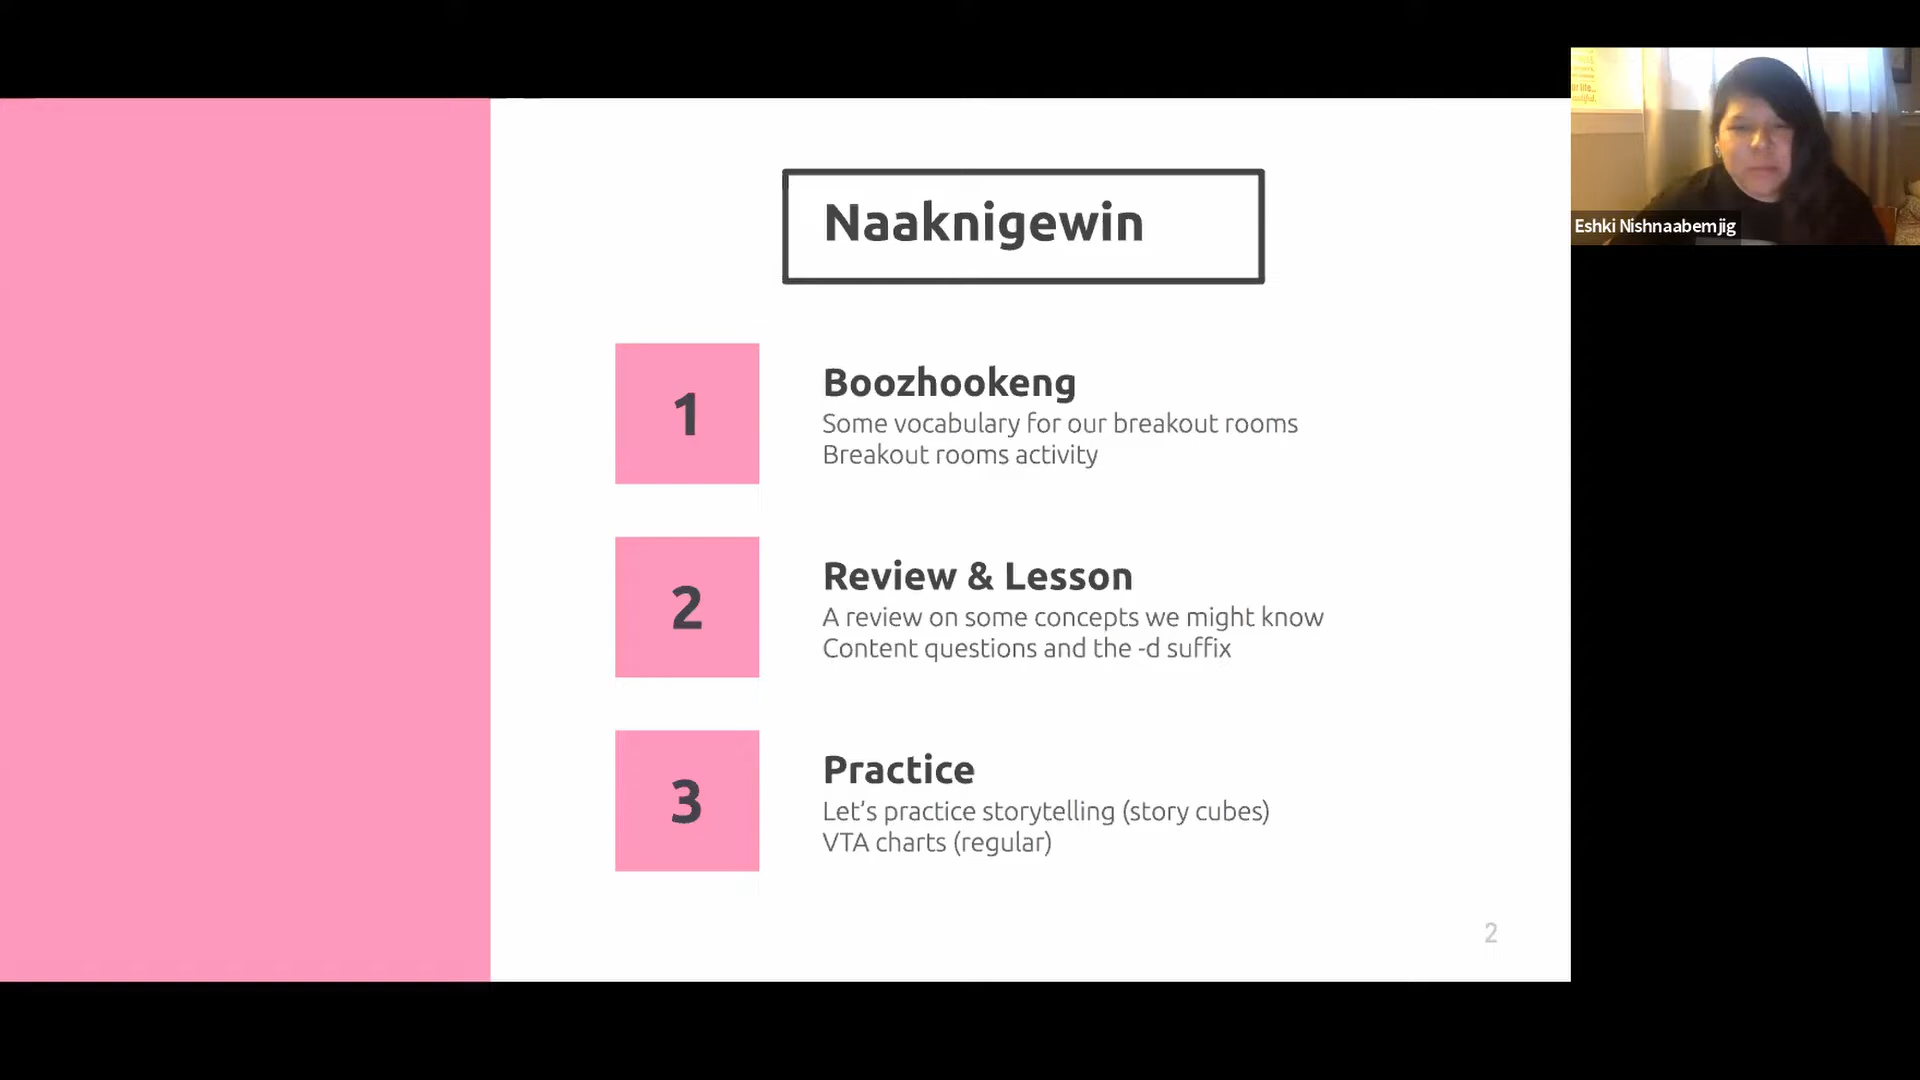 Naaknigewin
1
Boozhookeng
Some vocabulary for our breakout rooms
Breakout rooms activity
2
Review & Lesson
A review on some concepts we might know
Content questions and the -d suffix
3
Practice
Let's practice storytelling (story cubes)
VTA charts (regular)
2
Eshki Nishnaabemjig